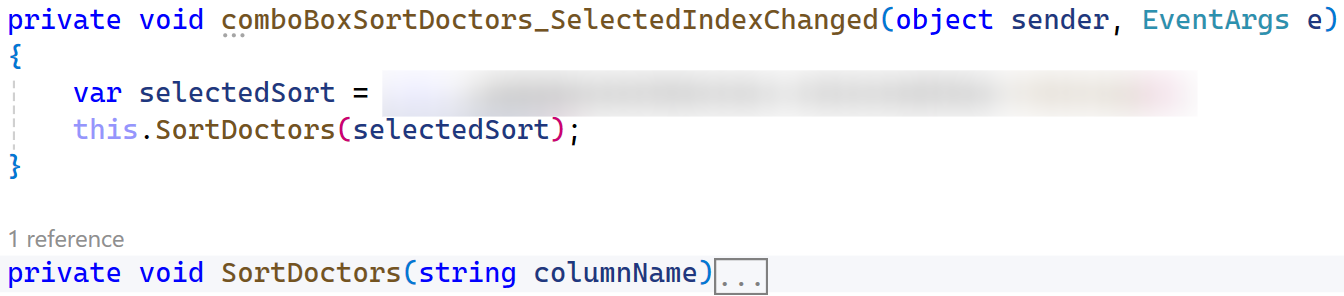 private void comboBoxSortDoctors_SelectedIndexChanged(object sender, EventArgs e)
{
var selectedSort =
this.SortDoctors(selectedSort);
}
1 reference
private void SortDoctors(string columnName)...